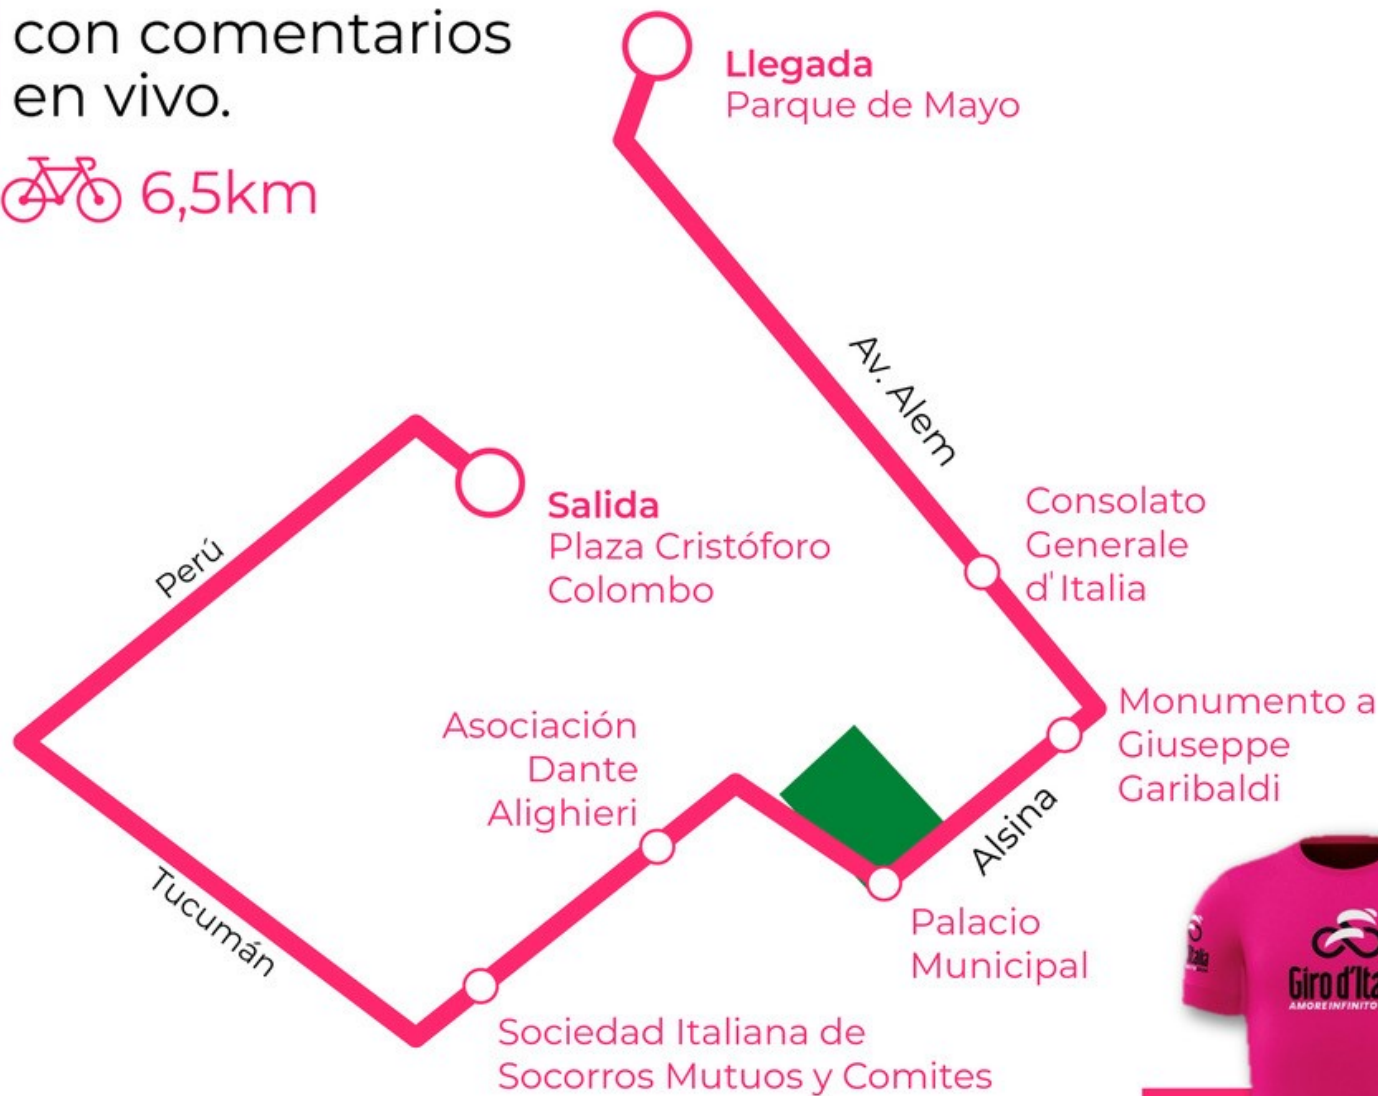 con comentarios
en vivo.
6,5km
Llegada
Parque de Mayo
Av. Alem
Salida
Plaza Cristóforo
Colombo
Perú
Consolato
Generale
d'Italia
Monumento a
Giuseppe
Garibaldi
Asociación
Dante
Alighieri
Alsina
Tucumán
Palacio
Municipal
Sociedad Italiana de
Socorros Mutuos y Comites
Giro d'Ita
AMORE INFINITO